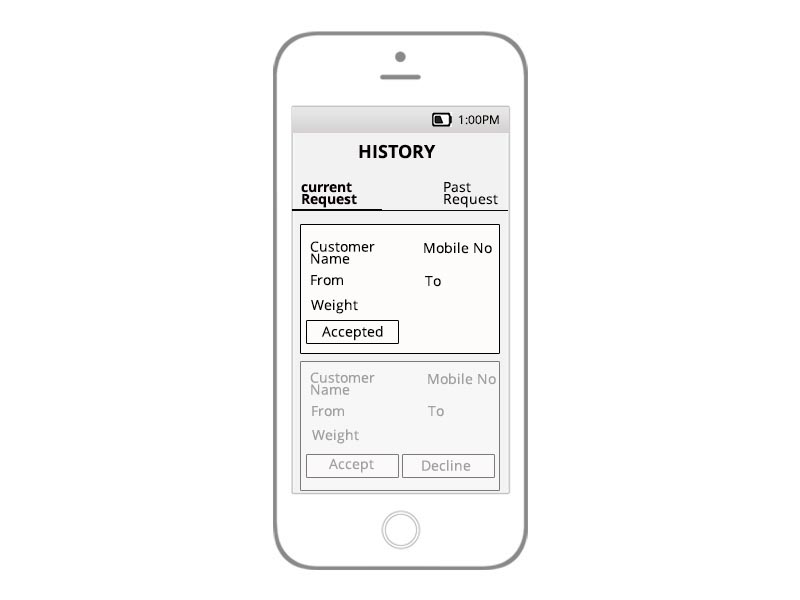 1:00PM
HISTORY
current
Request
Past
Request
Customer
Name
Mobile No
From
To
Weight
Accepted
Customer
Name
Mobile No
From
To
Weight
Accept
Decline